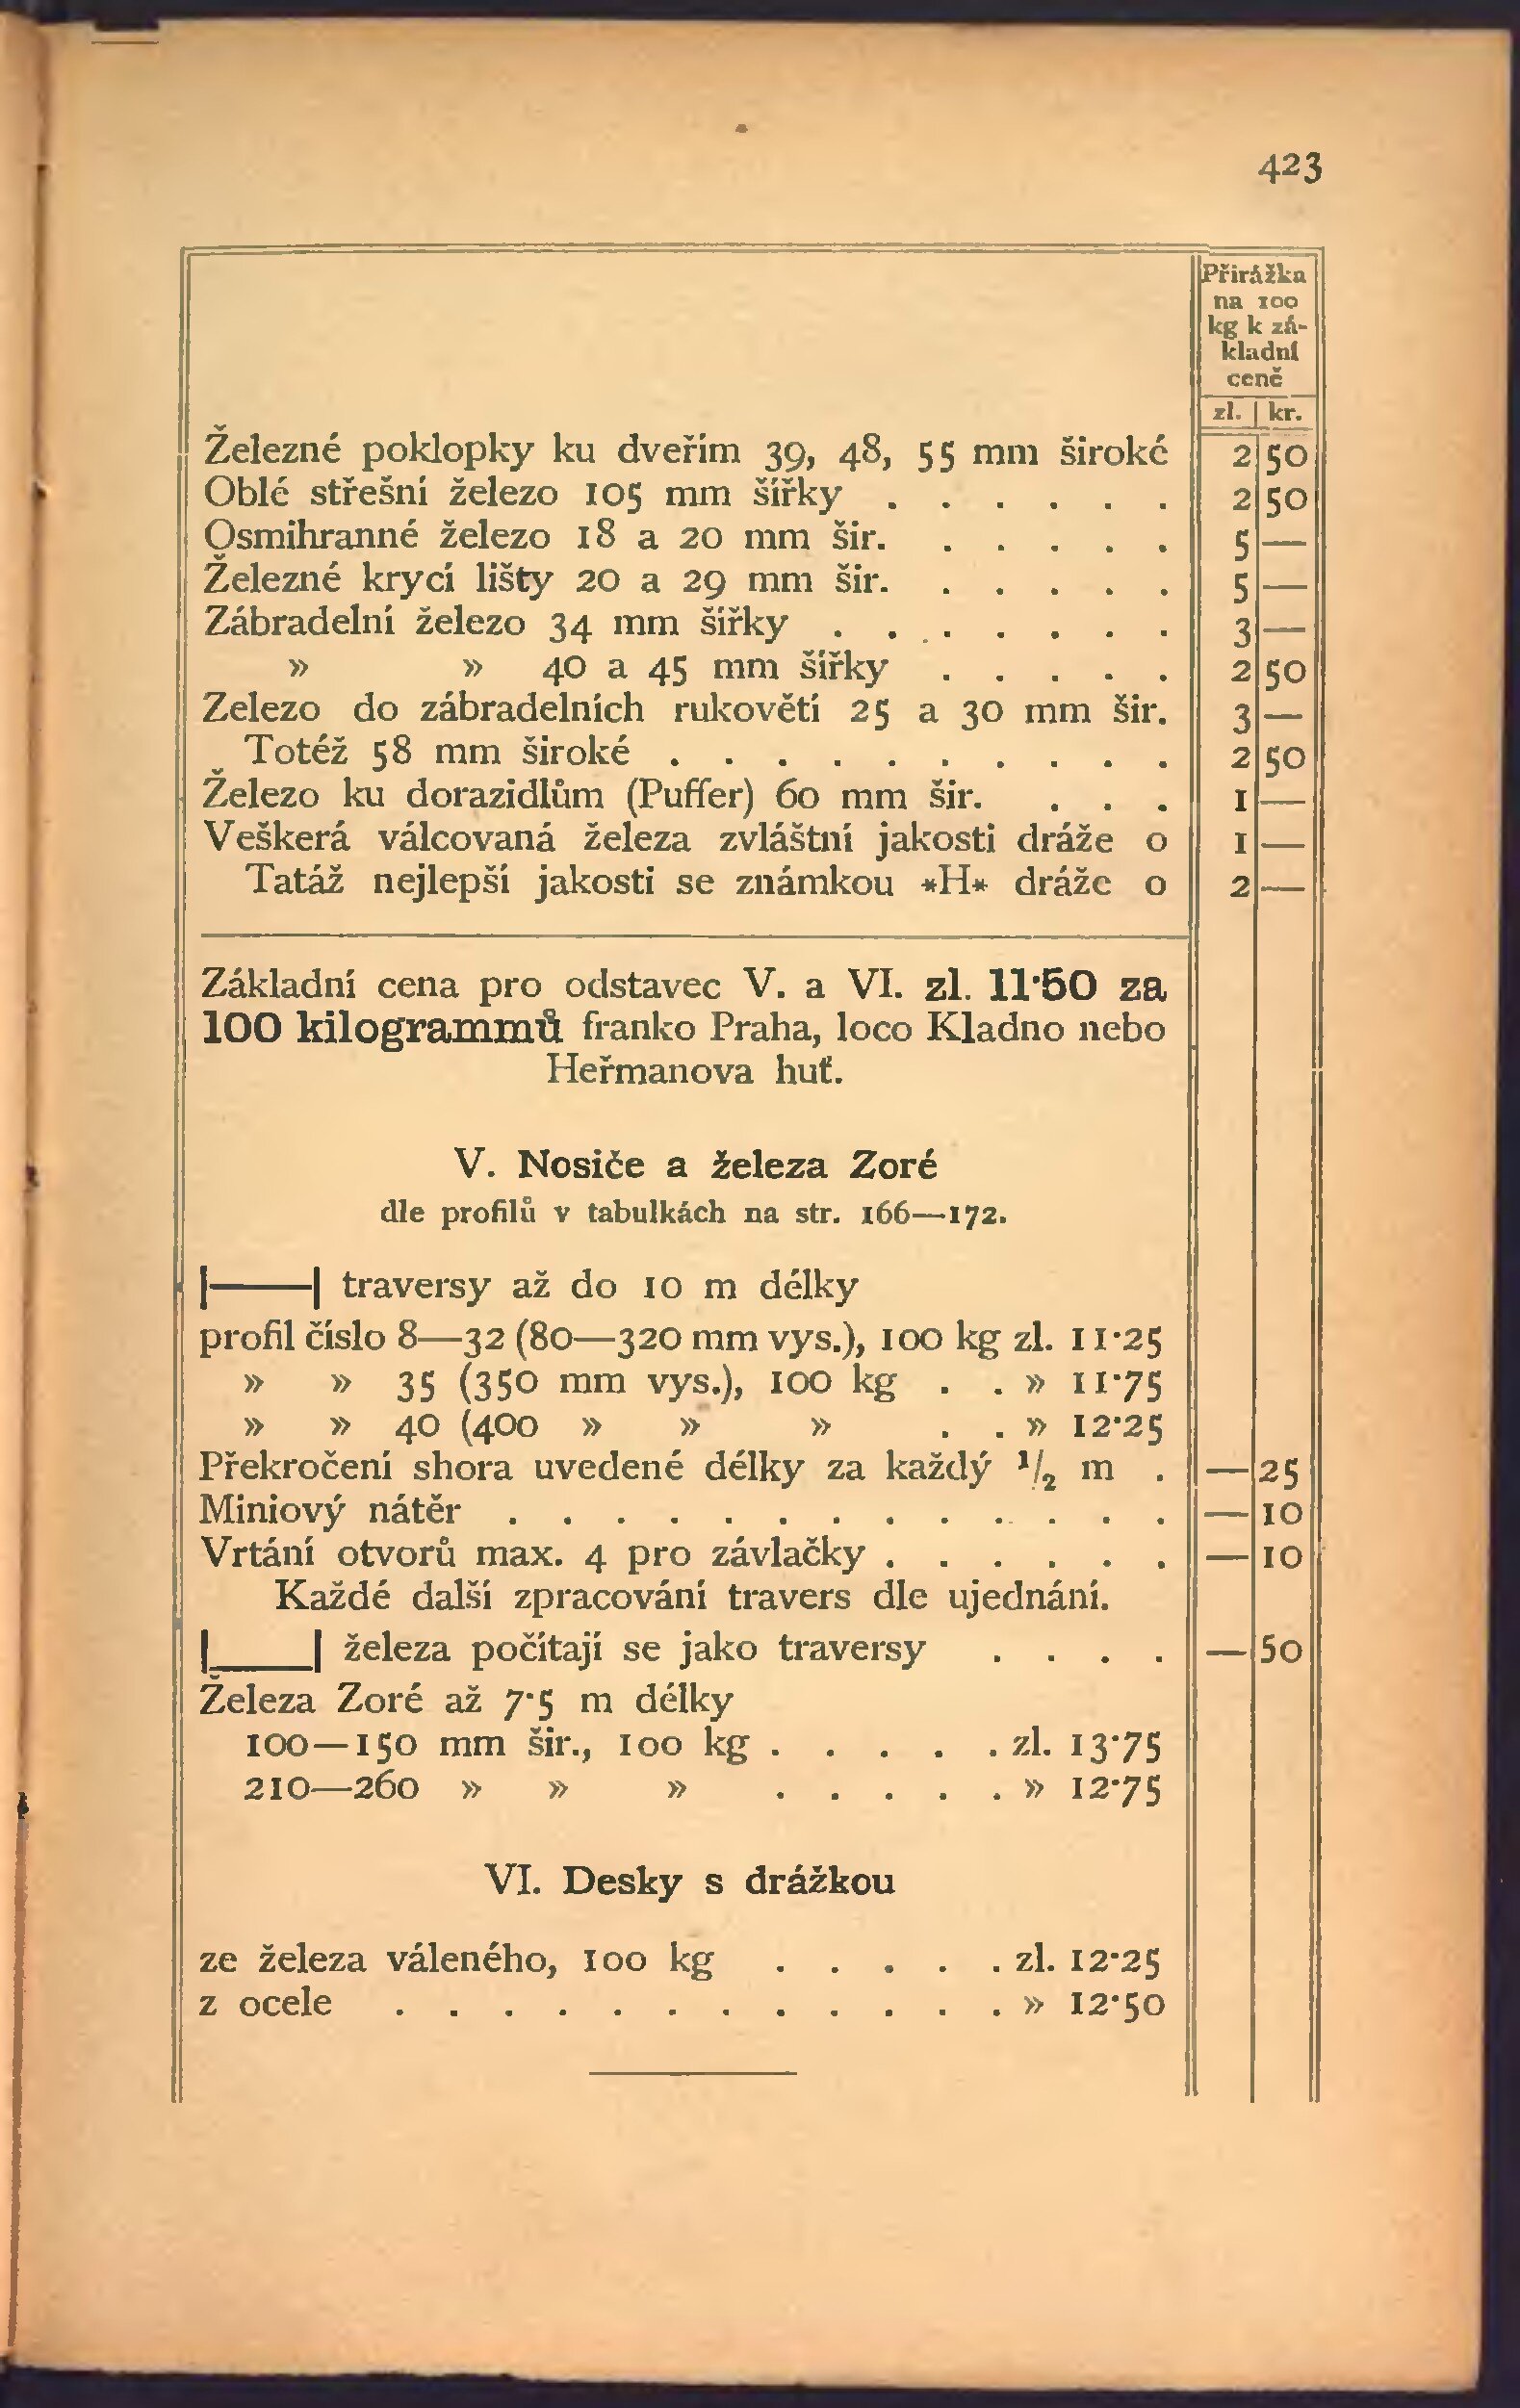 423
Přirážka
na 100
kg k zá-
kladní
ceně
zl. | kr.
Železné poklopky ku dveřím 39, 48, 55 mm široké 2 50
Oblé střešní železo 105 mm šířky . . . . . . 2 50
Osmihranné železo 18 a 20 mm šir. . . . . . 5 —
Železné krycí lišty 20 a 29 mm šir. . . . . . 5 —
Zábradelní železo 34 mm šířky . . . . . . . 3 —
» » 40 a 45 mm šířky . . . . . 2 50
Zelezo do zábradelních rukovětí 25 a 30 mm šir. 3 —
Totéž 58 mm široké . . . . . . . . . . 2 50
Železo ku dorazidlům (Puffer) 60 mm šir. . . . 1 —
Veškerá válcovaná železa zvláštní jakosti dráže o 1 —
Tatáž nejlepší jakosti se známkou *H* dráže o 2 —
Základní cena pro odstavec V. a VI. zl. 11·50 za
100 kilogrammů franko Praha, loco Kladno nebo
Heřmanova huť.
V. Nosiče a železa Zoré
dle profilů v tabulkách na str. 166—172.
|——| traversy až do 10 m délky
profil číslo 8—32 (80—320 mm vys.), 100 kg zl. 11·25
» » 35 (350 mm vys.), 100 kg . . » 11·75
» » 40 (400 » » » . . » 12·25
Překročení shora uvedené délky za každý 1/2 m . — 25
Miniový nátěr . . . . . . . . . . . . . — 10
Vrtání otvorů max. 4 pro závlačky . . . . . . — 10
Každé další zpracování travers dle ujednání.
|____| železa počítají se jako traversy . . . . — 50
Železa Zoré až 7·5 m délky
100—150 mm šir., 100 kg . . . . . zl. 13·75
210—260 » » » . . . . . » 12·75
VI. Desky s drážkou
ze železa váleného, 100 kg . . . . . zl. 12·25
z ocele . . . . . . . . . . . . » 12·50